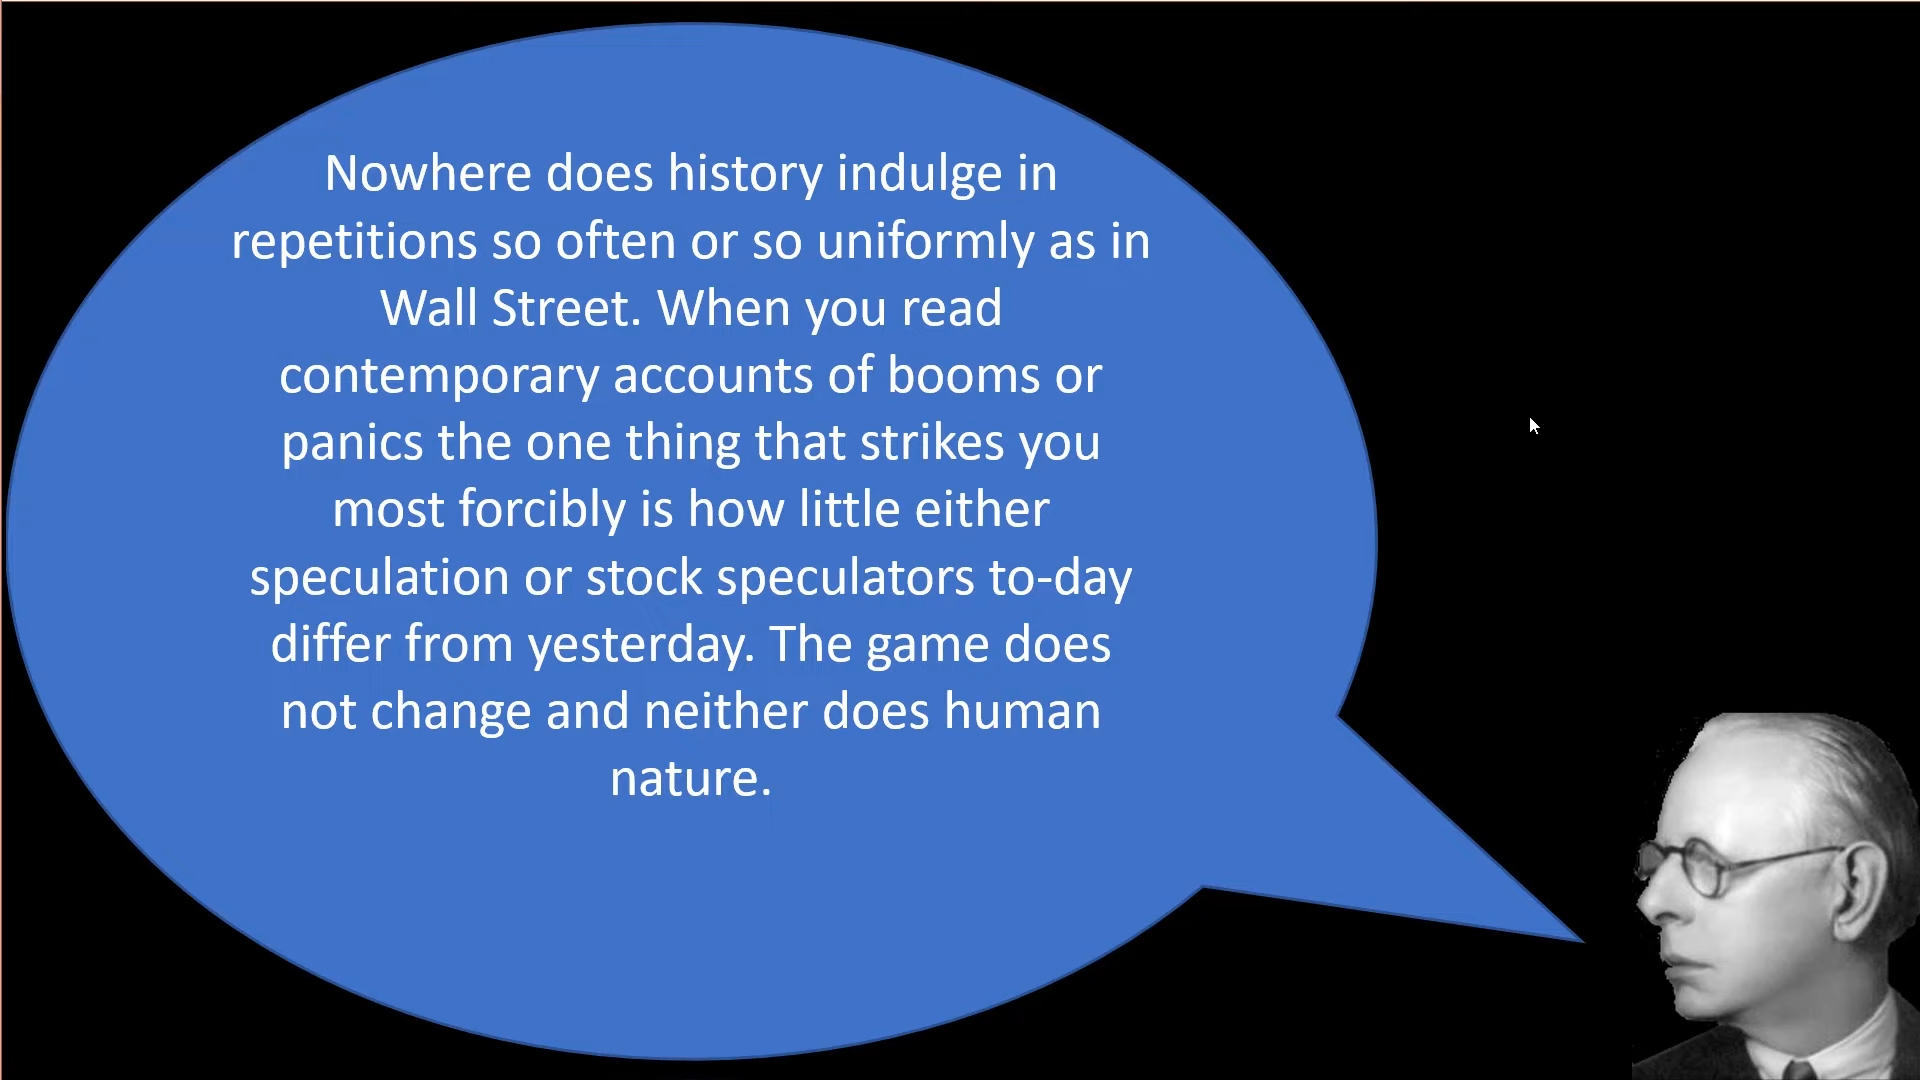 Nowhere does history indulge in
repetitions so often or so uniformly as in
Wall Street. When you read
contemporary accounts of booms or
panics the one thing that strikes you
most forcibly is how little either
speculation or stock speculators to-day
differ from yesterday. The game does
not change and neither does human
nature.